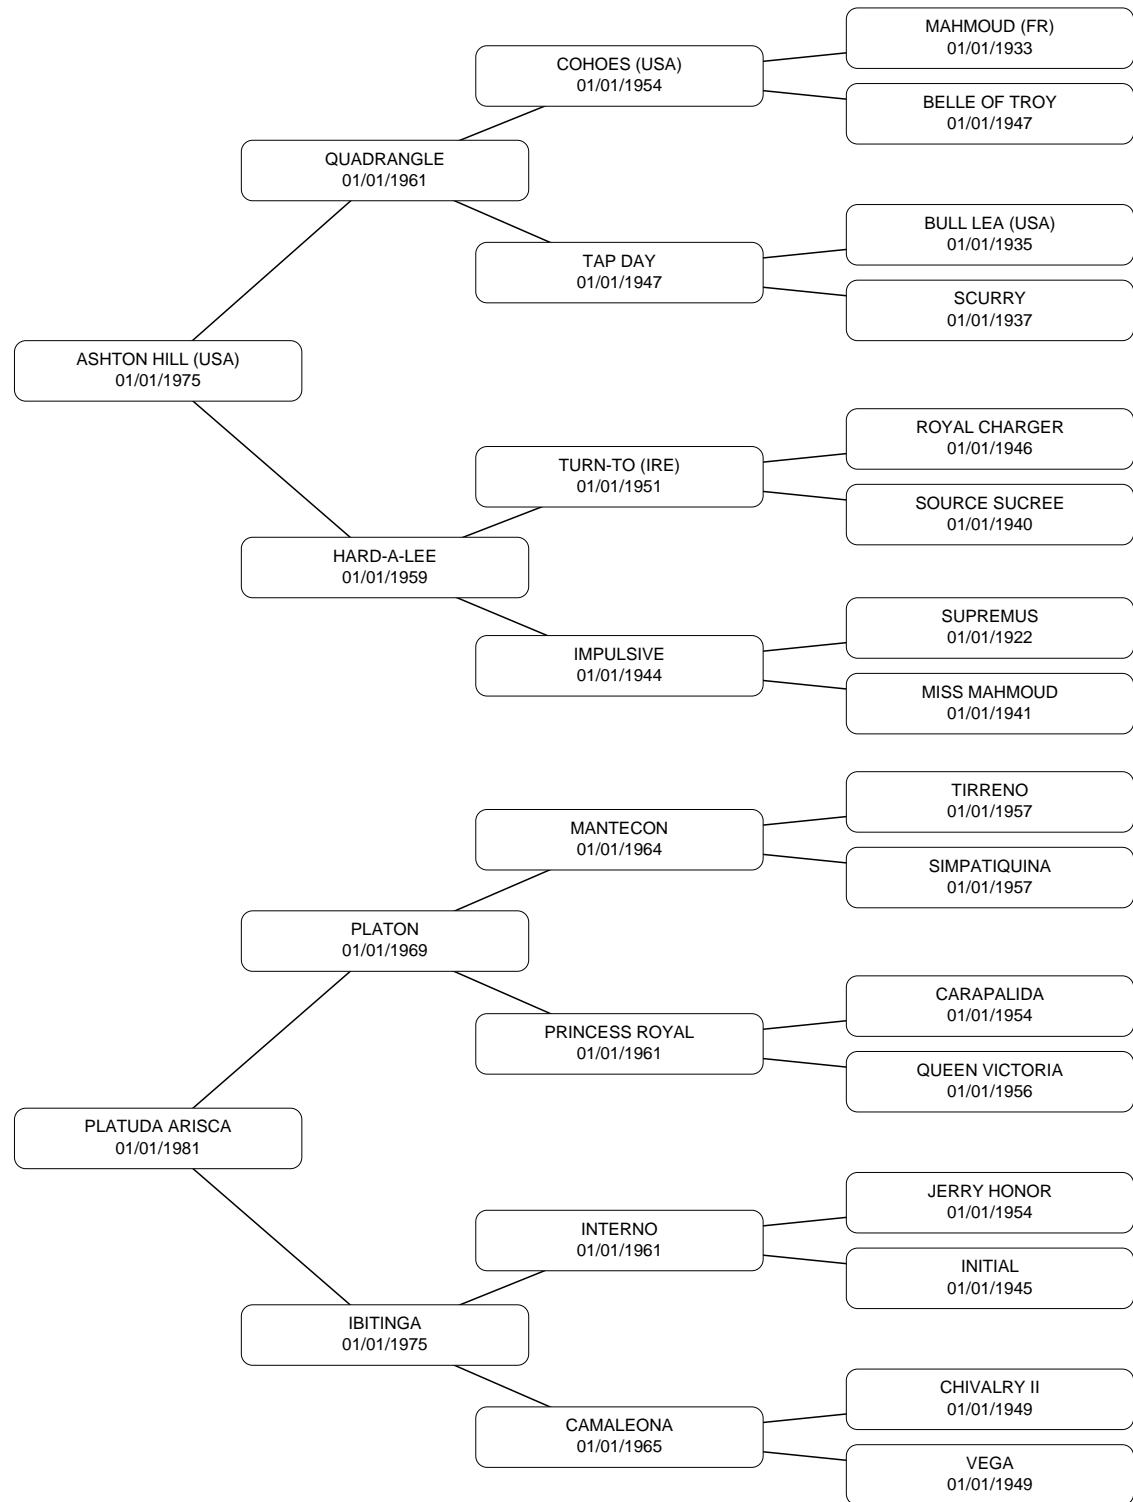 MAHMOUD (FR)
01/01/1933
COHOES (USA)
01/01/1954
BELLE OF TROY
01/01/1947
QUADRANGLE
01/01/1961
BULL LEA (USA)
01/01/1935
TAP DAY
01/01/1947
SCURRY
01/01/1937
ASHTON HILL (USA)
01/01/1975
ROYAL CHARGER
01/01/1946
TURN-TO (IRE)
01/01/1951
SOURCE SUCREE
01/01/1940
HARD-A-LEE
01/01/1959
SUPREMUS
01/01/1922
IMPULSIVE
01/01/1944
MISS MAHMOUD
01/01/1941
TIRRENO
01/01/1957
MANTECON
01/01/1964
SIMPATIQUINA
01/01/1957
PLATON
01/01/1969
CARAPALIDA
01/01/1954
PRINCESS ROYAL
01/01/1961
QUEEN VICTORIA
01/01/1956
PLATUDA ARISCA
01/01/1981
JERRY HONOR
01/01/1954
INTERNO
01/01/1961
INITIAL
01/01/1945
IBITINGA
01/01/1975
CHIVALRY II
01/01/1949
CAMALEONA
01/01/1965
VEGA
01/01/1949